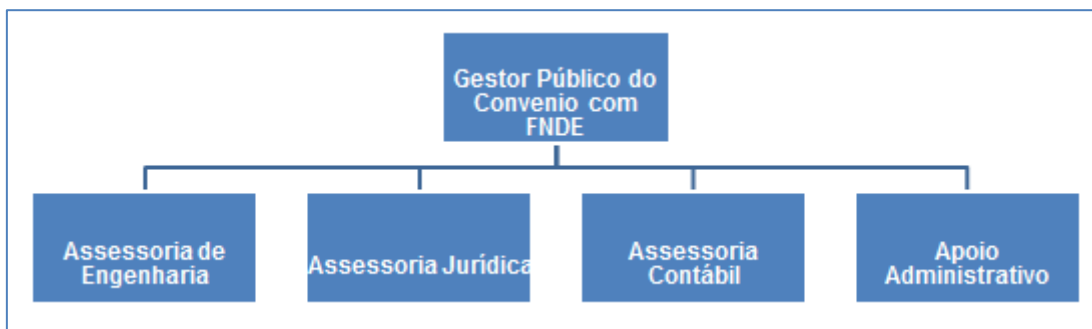 Gestor Público do
Convenio com
FNDE
Assessoria de
Engenharia
Assessoria Jurídica
Assessoria
Contábil
Apoio
Administrativo